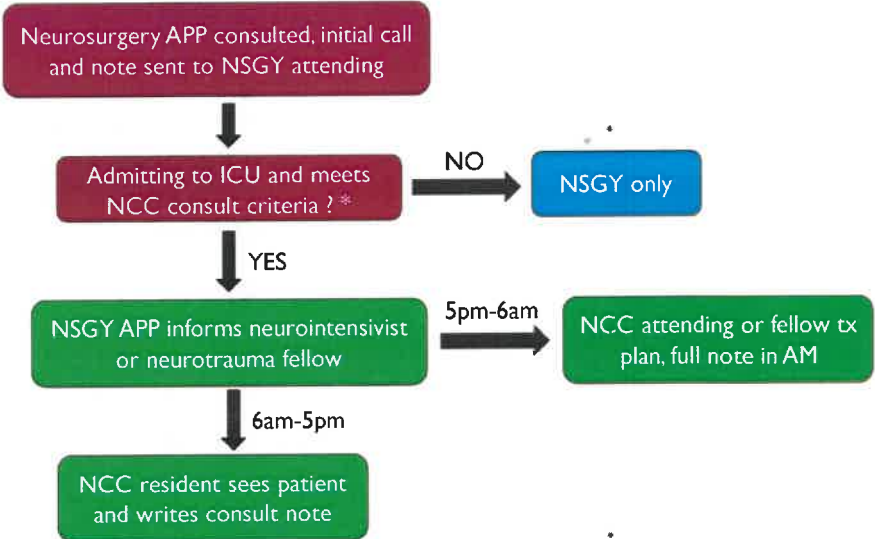 Neurosurgery APP consulted, initial call
and note sent to NSGY attending
Admitting to ICU and meets
NCC consult criteria ? *
NO
NSGY only
YES
NSGY APP informs neurointensivist
or neurotrauma fellow
5pm-6am
NCC attending or fellow tx
plan, full note in AM
6am-5pm
NCC resident sees patient
and writes consult note